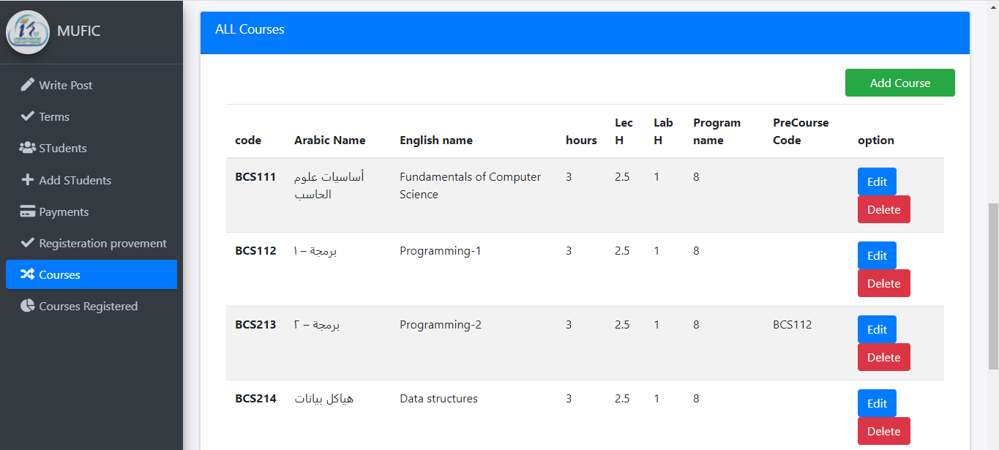 MUFIC
Write Post
Terms
STudents
Add STudents
Payments
Registeration provement
Courses
Courses Registered
ALL Courses
Add Course
code Arabic Name English name hours Lec H Lab H Program name PreCourse Code option
BCS111 أساسيات علوم الحاسب Fundamentals of Computer Science 3 2.5 1 8 Edit Delete
BCS112 برمجة – ١ Programming-1 3 2.5 1 8 Edit Delete
BCS213 برمجة – ٢ Programming-2 3 2.5 1 8 BCS112 Edit Delete
BCS214 هياكل بيانات Data structures 3 2.5 1 8 Edit Delete